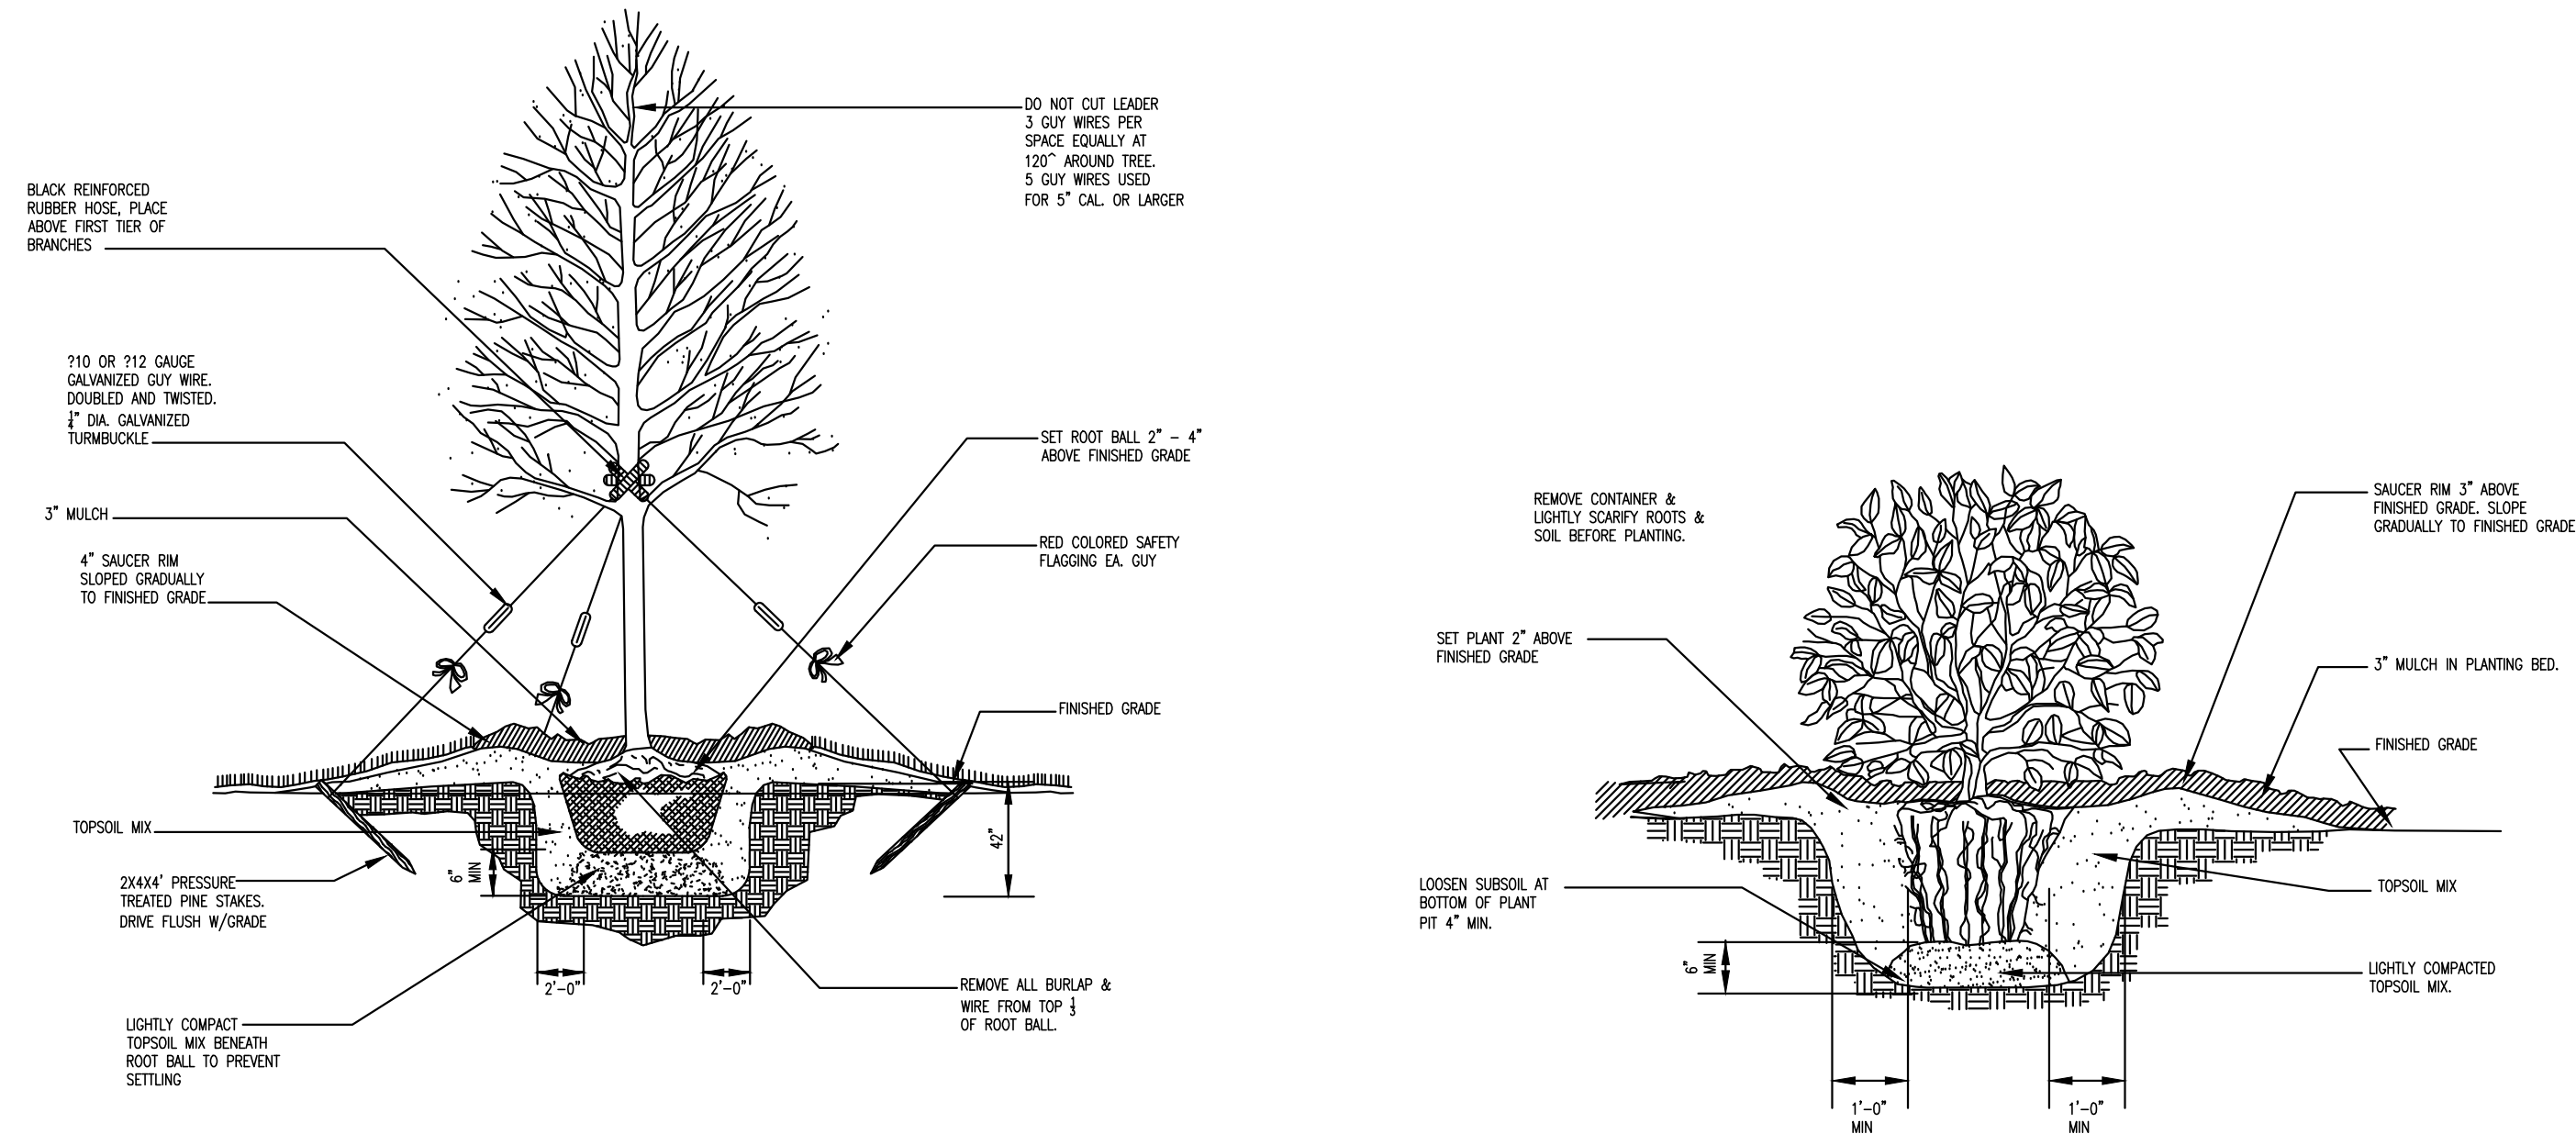 DO NOT CUT LEADER
3 GUY WIRES PER
SPACE EQUALLY AT
120^ AROUND TREE.
5 GUY WIRES USED
FOR 5" CAL. OR LARGER
BLACK REINFORCED
RUBBER HOSE, PLACE
ABOVE FIRST TIER OF
BRANCHES
?10 OR ?12 GAUGE
GALVANIZED GUY WIRE.
DOUBLED AND TWISTED.
1/4" DIA. GALVANIZED
TURMBUCKLE
3" MULCH
4" SAUCER RIM
SLOPED GRADUALLY
TO FINISHED GRADE
SET ROOT BALL 2" - 4"
ABOVE FINISHED GRADE
RED COLORED SAFETY
FLAGGING EA. GUY
FINISHED GRADE
TOPSOIL MIX
6"
MIN
42"
2X4X4' PRESSURE
TREATED PINE STAKES.
DRIVE FLUSH W/GRADE
2'-0"
2'-0"
REMOVE ALL BURLAP &
WIRE FROM TOP 1/3
OF ROOT BALL.
LIGHTLY COMPACT
TOPSOIL MIX BENEATH
ROOT BALL TO PREVENT
SETTLING
REMOVE CONTAINER &
LIGHTLY SCARIFY ROOTS &
SOIL BEFORE PLANTING.
SAUCER RIM 3" ABOVE
FINISHED GRADE. SLOPE
GRADUALLY TO FINISHED GRADE
SET PLANT 2" ABOVE
FINISHED GRADE
3" MULCH IN PLANTING BED.
FINISHED GRADE
LOOSEN SUBSOIL AT
BOTTOM OF PLANT
PIT 4" MIN.
TOPSOIL MIX
6"
MIN
LIGHTLY COMPACTED
TOPSOIL MIX.
1'-0"
MIN
1'-0"
MIN